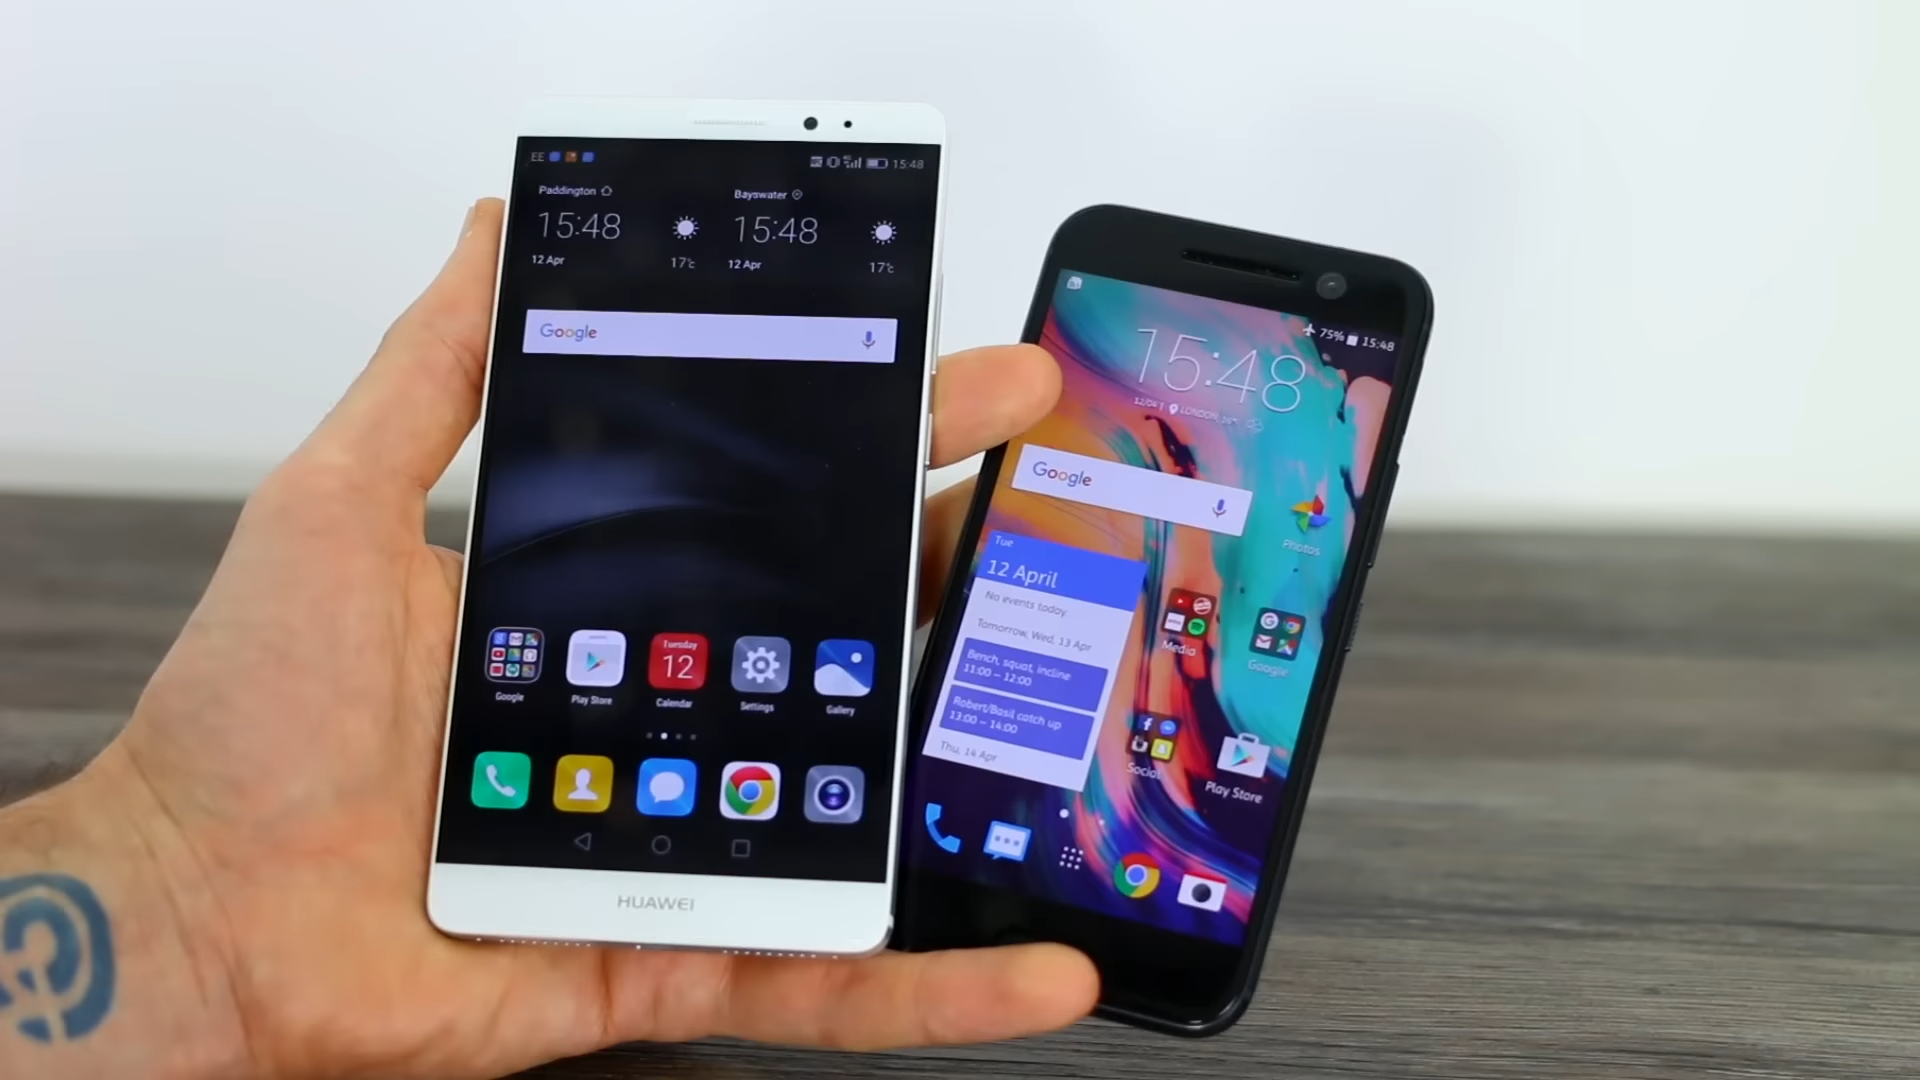 EE
15:48
Paddington
15:48
12 Apr
17°c
Bayswater
15:48
12 Apr
17°c
Google
Google
Play Store
Tuesday
12
Calendar
Settings
Gallery
HUAWEI
75% 15:48
15:48
12/04 | LONDON
Google
Photos
Tue
12 April
No events today
Tomorrow, Wed, 13 Apr
Bench, squat, incline
11:00 – 12:00
Robert/Basil catch up
13:00 – 14:00
Thu, 14 Apr
Media
Google
Social
Play Store